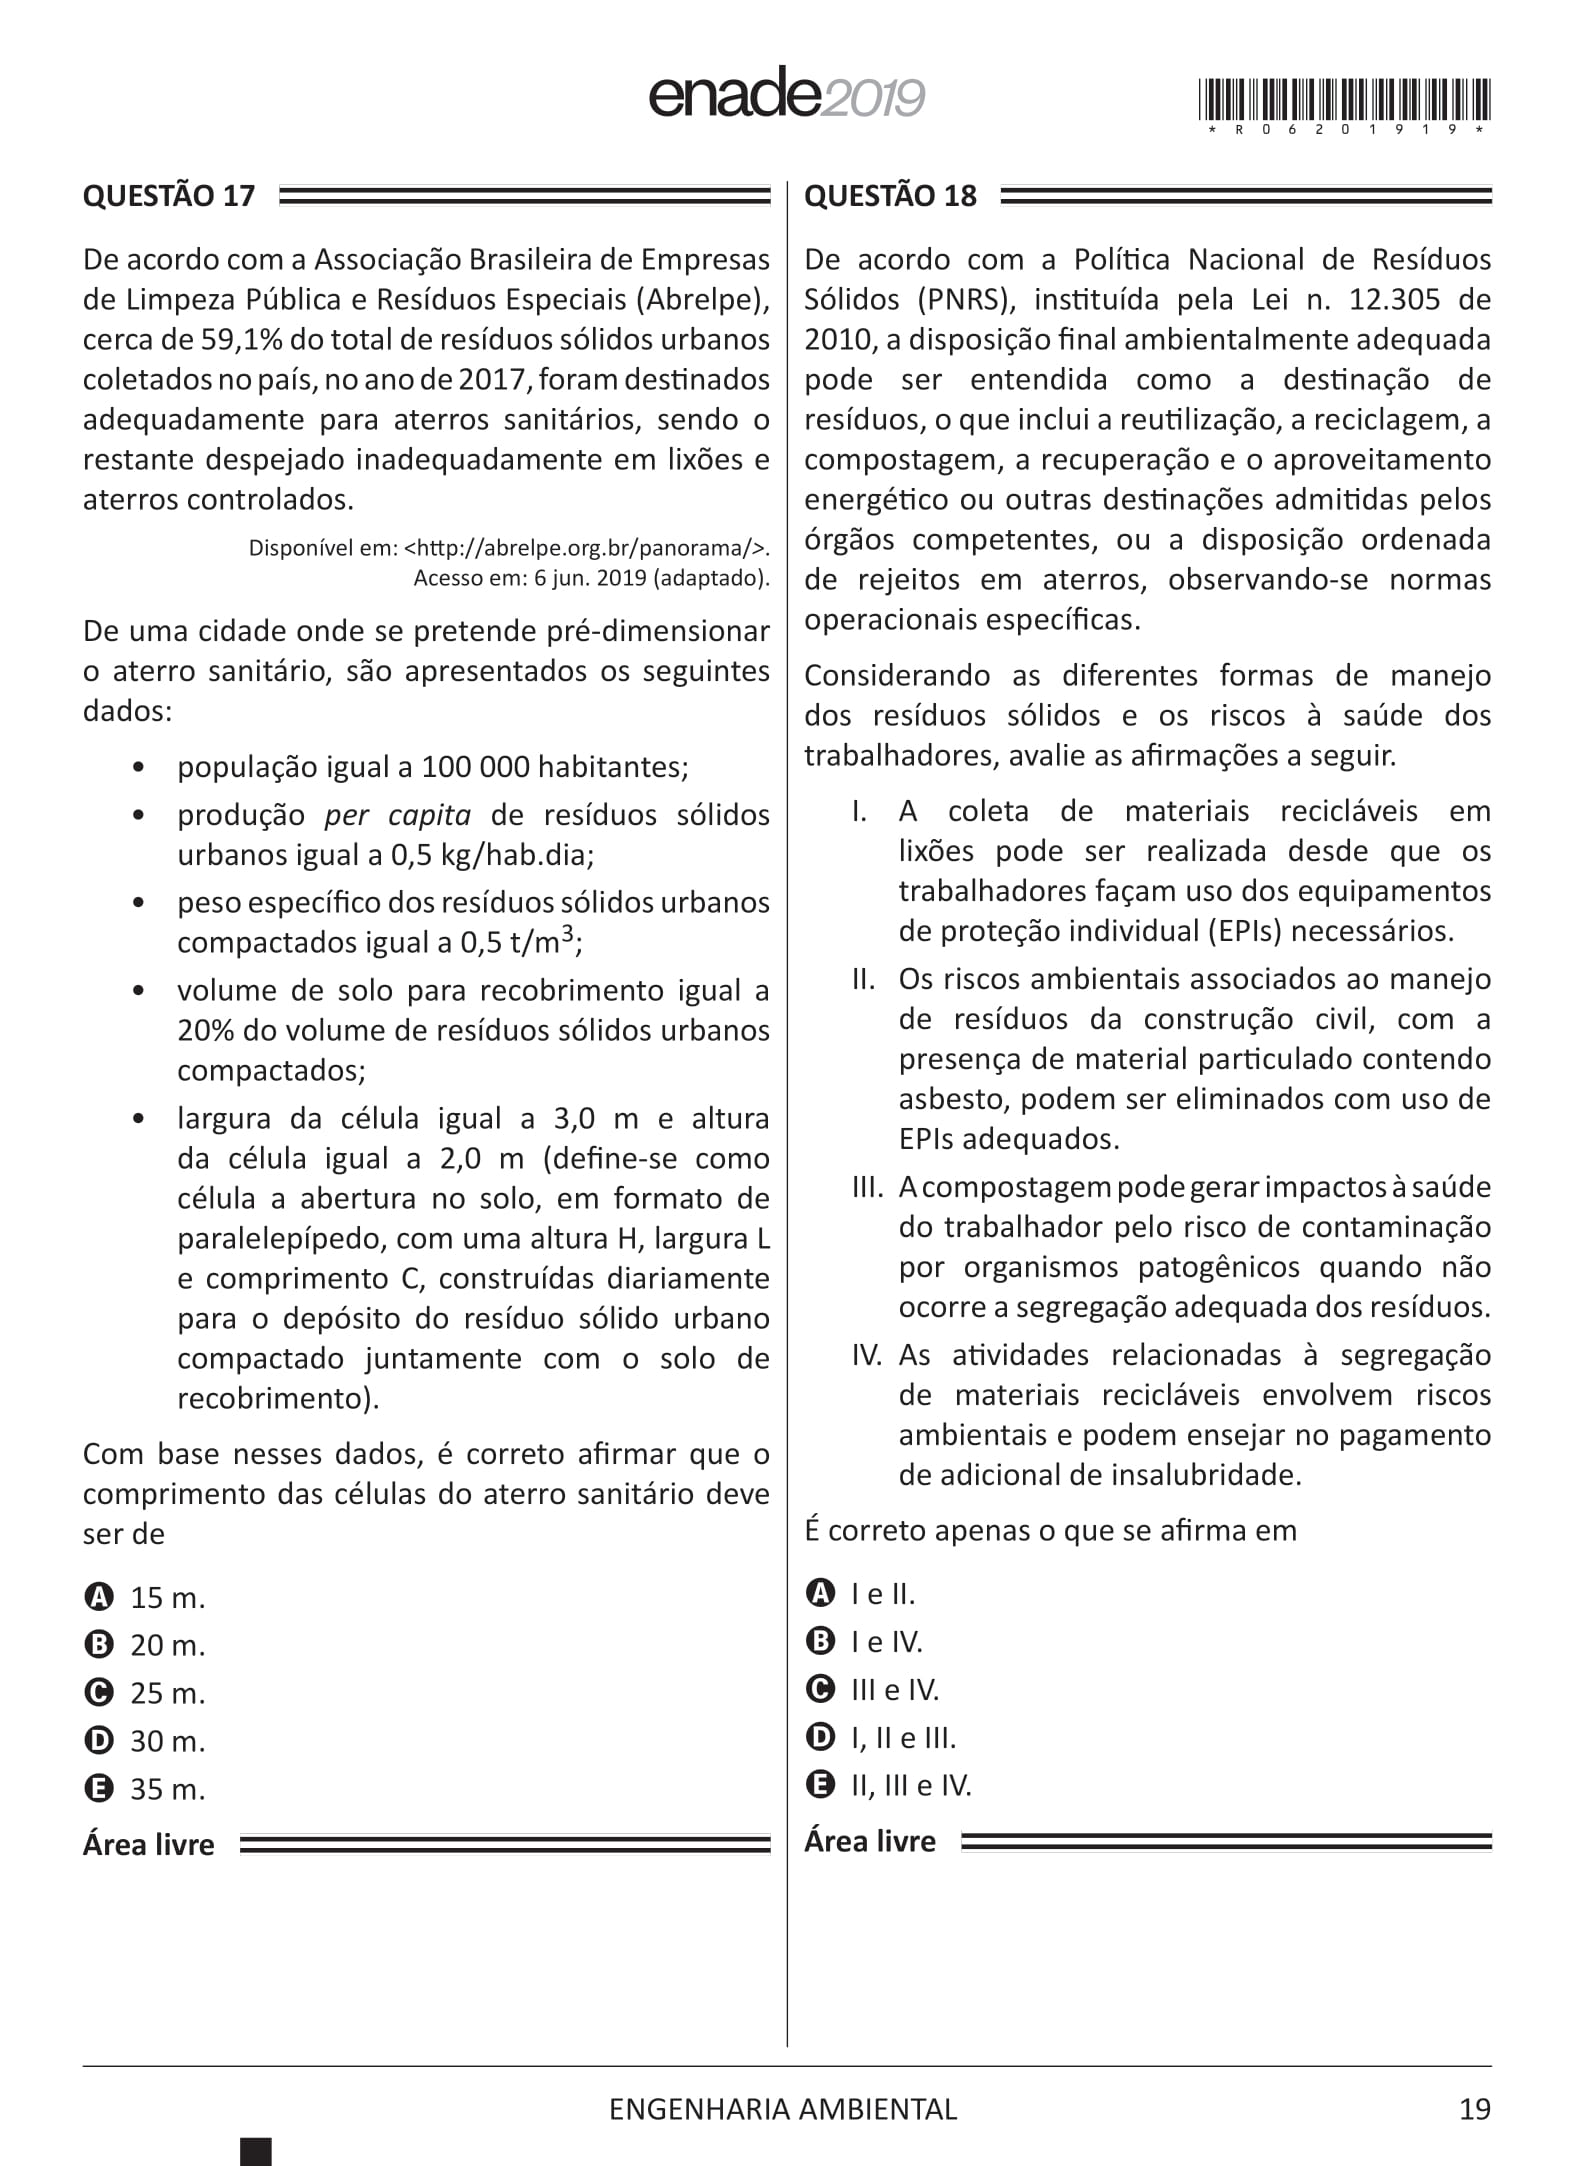 enade2019
*R06201919*
QUESTÃO 17
De acordo com a Associação Brasileira de Empresas
de Limpeza Pública e Resíduos Especiais (Abrelpe),
cerca de 59,1% do total de resíduos sólidos urbanos
coletados no país, no ano de 2017, foram destinados
adequadamente para aterros sanitários, sendo o
restante despejado inadequadamente em lixões e
aterros controlados.
Disponível em: <http://abrelpe.org.br/panorama/>.
Acesso em: 6 jun. 2019 (adaptado).
De uma cidade onde se pretende pré-dimensionar
o aterro sanitário, são apresentados os seguintes
dados:
• população igual a 100 000 habitantes;
• produção per capita de resíduos sólidos
urbanos igual a 0,5 kg/hab.dia;
• peso específico dos resíduos sólidos urbanos
compactados igual a 0,5 t/m³;
• volume de solo para recobrimento igual a
20% do volume de resíduos sólidos urbanos
compactados;
• largura da célula igual a 3,0 m e altura
da célula igual a 2,0 m (define-se como
célula a abertura no solo, em formato de
paralelepípedo, com uma altura H, largura L
e comprimento C, construídas diariamente
para o depósito do resíduo sólido urbano
compactado juntamente com o solo de
recobrimento).
Com base nesses dados, é correto afirmar que o
comprimento das células do aterro sanitário deve
ser de
A 15 m.
B 20 m.
C 25 m.
D 30 m.
E 35 m.
Área livre
QUESTÃO 18
De acordo com a Política Nacional de Resíduos
Sólidos (PNRS), instituída pela Lei n. 12.305 de
2010, a disposição final ambientalmente adequada
pode ser entendida como a destinação de
resíduos, o que inclui a reutilização, a reciclagem, a
compostagem, a recuperação e o aproveitamento
energético ou outras destinações admitidas pelos
órgãos competentes, ou a disposição ordenada
de rejeitos em aterros, observando-se normas
operacionais específicas.
Considerando as diferentes formas de manejo
dos resíduos sólidos e os riscos à saúde dos
trabalhadores, avalie as afirmações a seguir.
I. A coleta de materiais recicláveis em
lixões pode ser realizada desde que os
trabalhadores façam uso dos equipamentos
de proteção individual (EPIs) necessários.
II. Os riscos ambientais associados ao manejo
de resíduos da construção civil, com a
presença de material particulado contendo
asbesto, podem ser eliminados com uso de
EPIs adequados.
III. A compostagem pode gerar impactos à saúde
do trabalhador pelo risco de contaminação
por organismos patogênicos quando não
ocorre a segregação adequada dos resíduos.
IV. As atividades relacionadas à segregação
de materiais recicláveis envolvem riscos
ambientais e podem ensejar no pagamento
de adicional de insalubridade.
É correto apenas o que se afirma em
A I e II.
B I e IV.
C III e IV.
D I, II e III.
E II, III e IV.
Área livre
ENGENHARIA AMBIENTAL
19